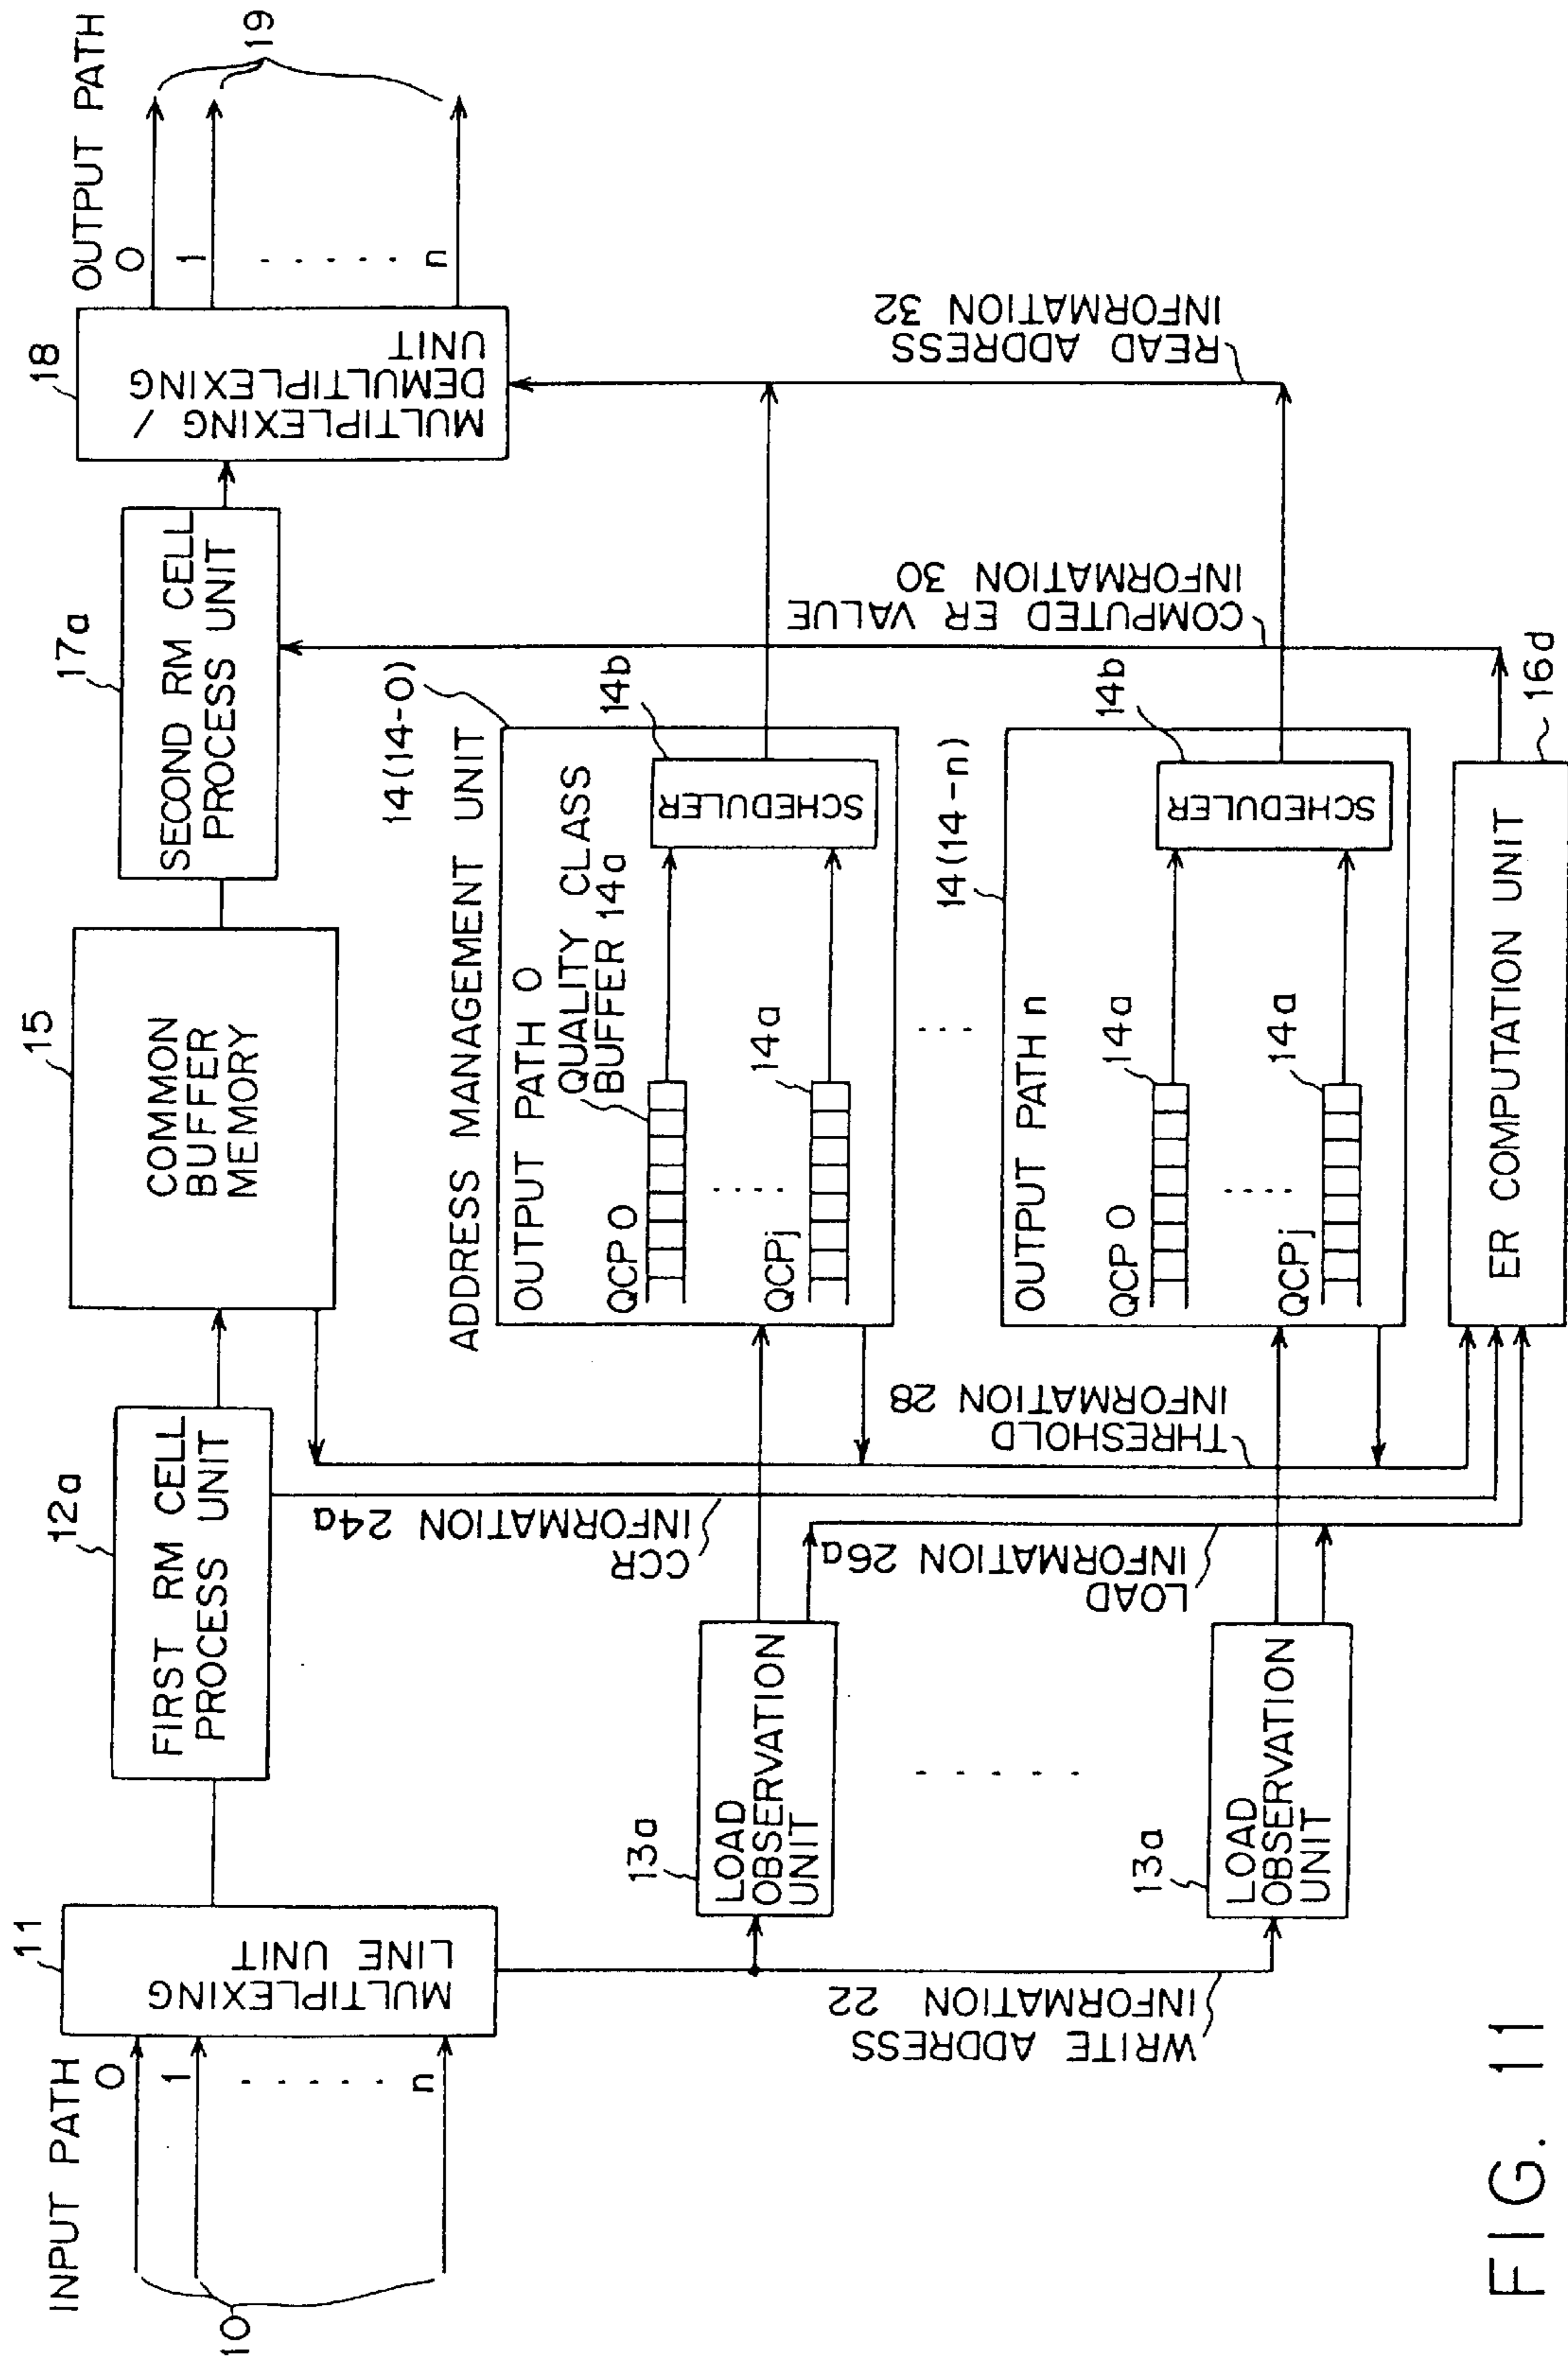 INPUT PATH
0
1
n
10
11
MULTIPLEXING
LINE UNIT
12a
FIRST RM CELL
PROCESS UNIT
15
COMMON
BUFFER
MEMORY
17a
SECOND RM CELL
PROCESS UNIT
18
MULTIPLEXING /
DEMULTIPLEXING
UNIT
OUTPUT PATH
0
1
n
19
WRITE ADDRESS
INFORMATION 22
13a
LOAD
OBSERVATION
UNIT
13a
LOAD
OBSERVATION
UNIT
CCR
INFORMATION 24a
LOAD
INFORMATION 26a
THRESHOLD
INFORMATION 28
ADDRESS MANAGEMENT UNIT
14(14-0)
OUTPUT PATH 0
QUALITY CLASS
BUFFER 14a
QCP0
QCPj
14a
14b
SCHEDULER
14(14-n)
OUTPUT PATH n
QCP0
14a
QCPj
14a
14b
SCHEDULER
COMPUTED ER VALUE
INFORMATION 30
READ ADDRESS
INFORMATION 32
ER COMPUTATION UNIT
16d
FIG. 11